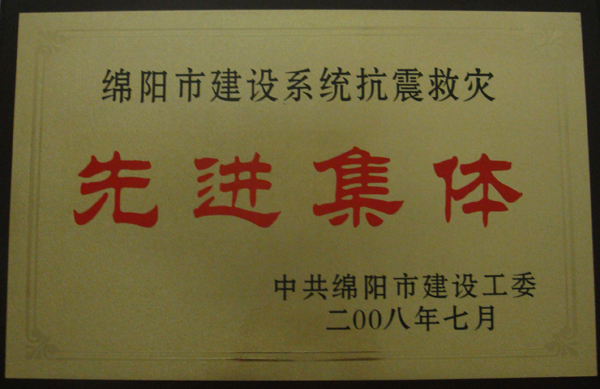 绵阳市建设系统抗震救灾
先进集体
中共绵阳市建设工委
二00八年七月